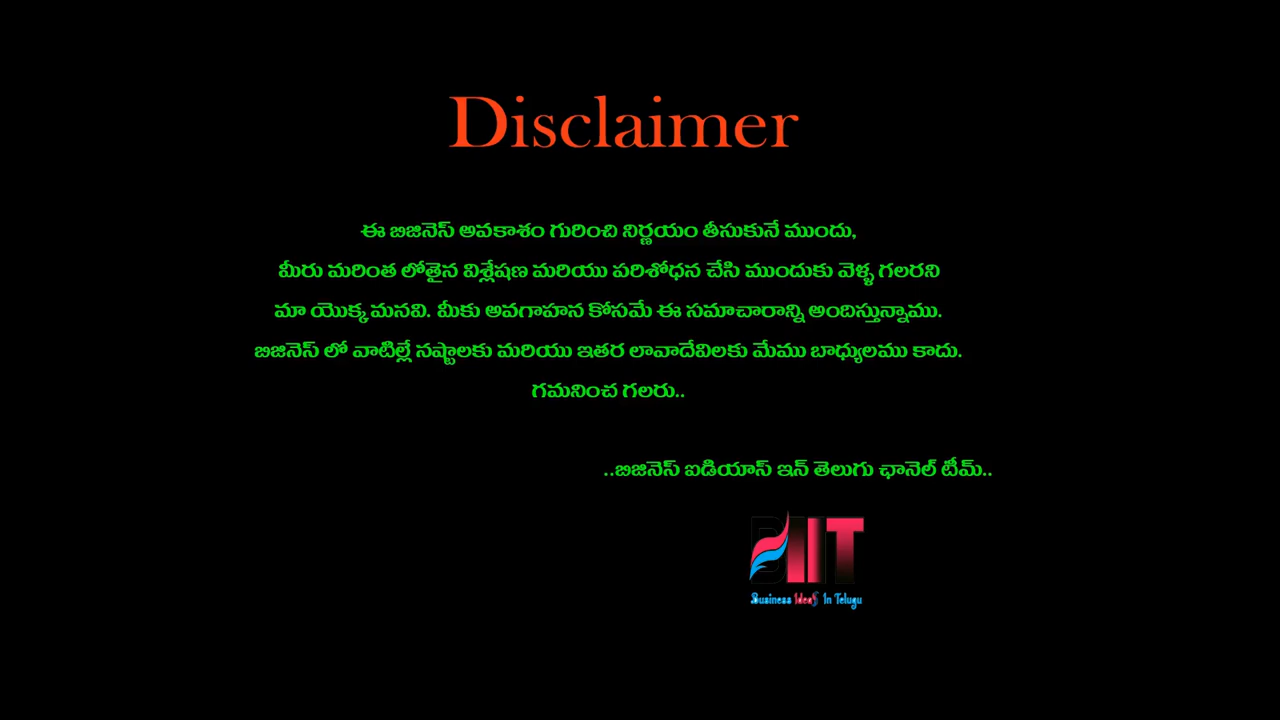 Disclaimer
ఈ బిజినెస్ అవకాశం గురించి నిర్ణయం తీసుకునే ముందు,
మీరు మరింత లోతైన విశ్లేషణ మరియు పరిశోధన చేసి ముందుకు వెళ్ళ గలరని
మా యొక్క మనవి. మీకు అవగాహన కోసమే ఈ సమాచారాన్ని అందిస్తున్నాము.
బిజినెస్ లో వాటిల్లే నష్టాలకు మరియు ఇతర లావాదేవిలకు మేము బాధ్యులము కాదు.
గమనించ గలరు..
..బిజినెస్ ఐడియాస్ ఇన్ తెలుగు ఛానెల్ టీమ్..
BIIT
Business IdeaS In Telugu